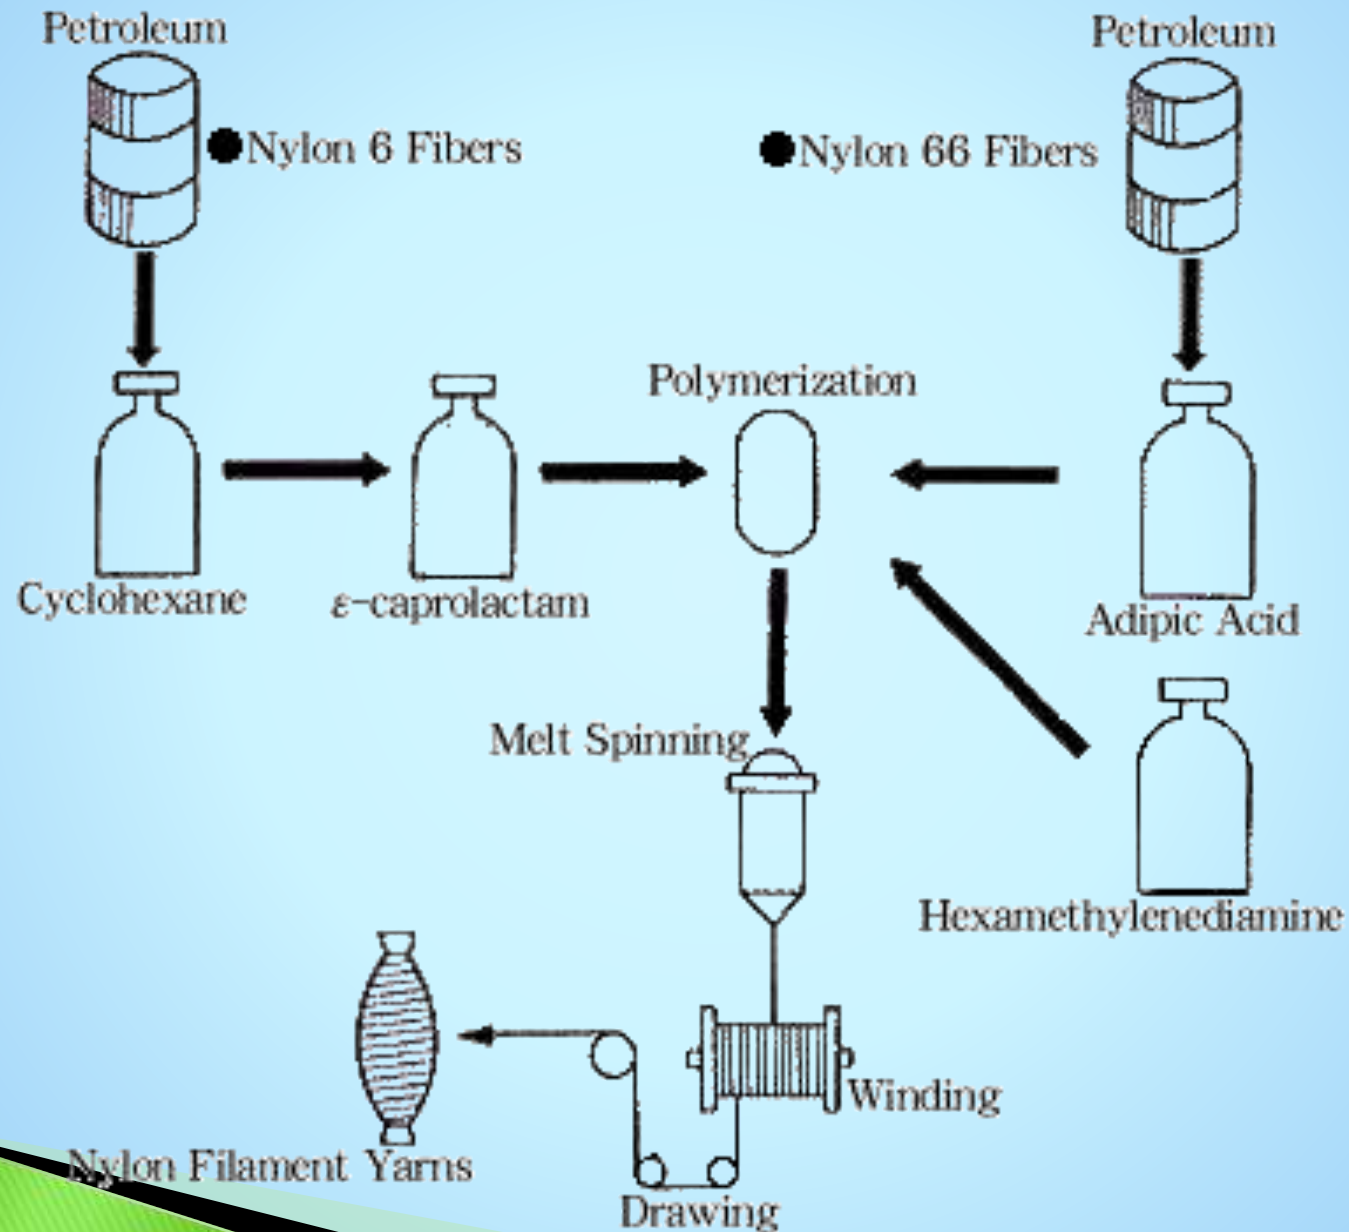 Petroleum
Petroleum
●Nylon 6 Fibers
●Nylon 66 Fibers
Polymerization
Cyclohexane
ε-caprolactam
Adipic Acid
Melt Spinning
Hexamethylenediamine
Winding
Nylon Filament Yarns
Drawing